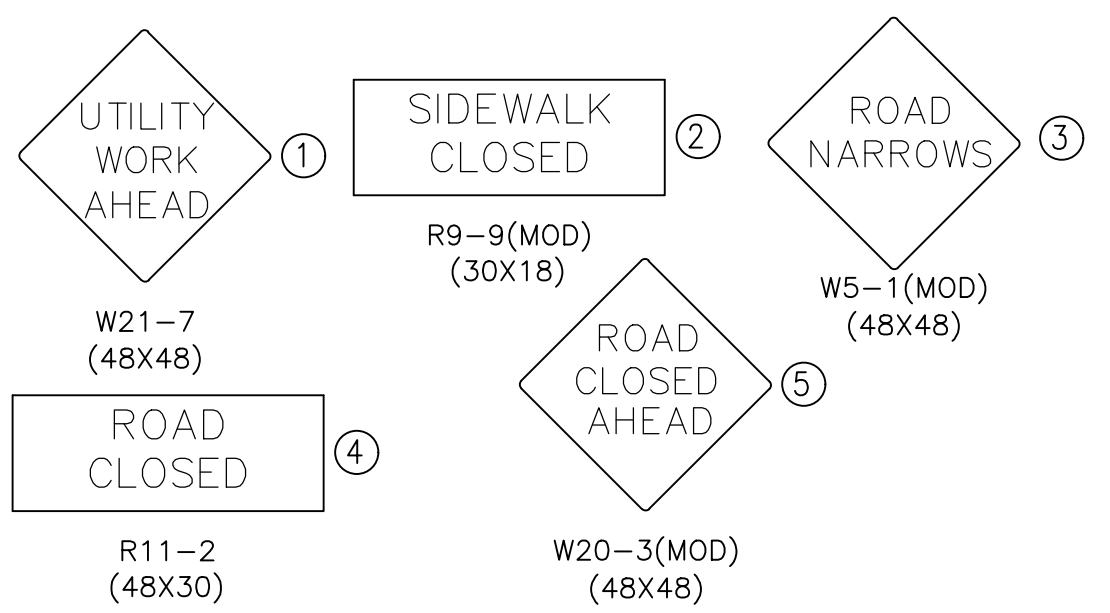 UTILITY
WORK
AHEAD
1
W21-7
(48X48)
SIDEWALK
CLOSED
2
R9-9(MOD)
(30X18)
ROAD
NARROWS
3
W5-1(MOD)
(48X48)
ROAD
CLOSED
4
R11-2
(48X30)
ROAD
CLOSED
AHEAD
5
W20-3(MOD)
(48X48)